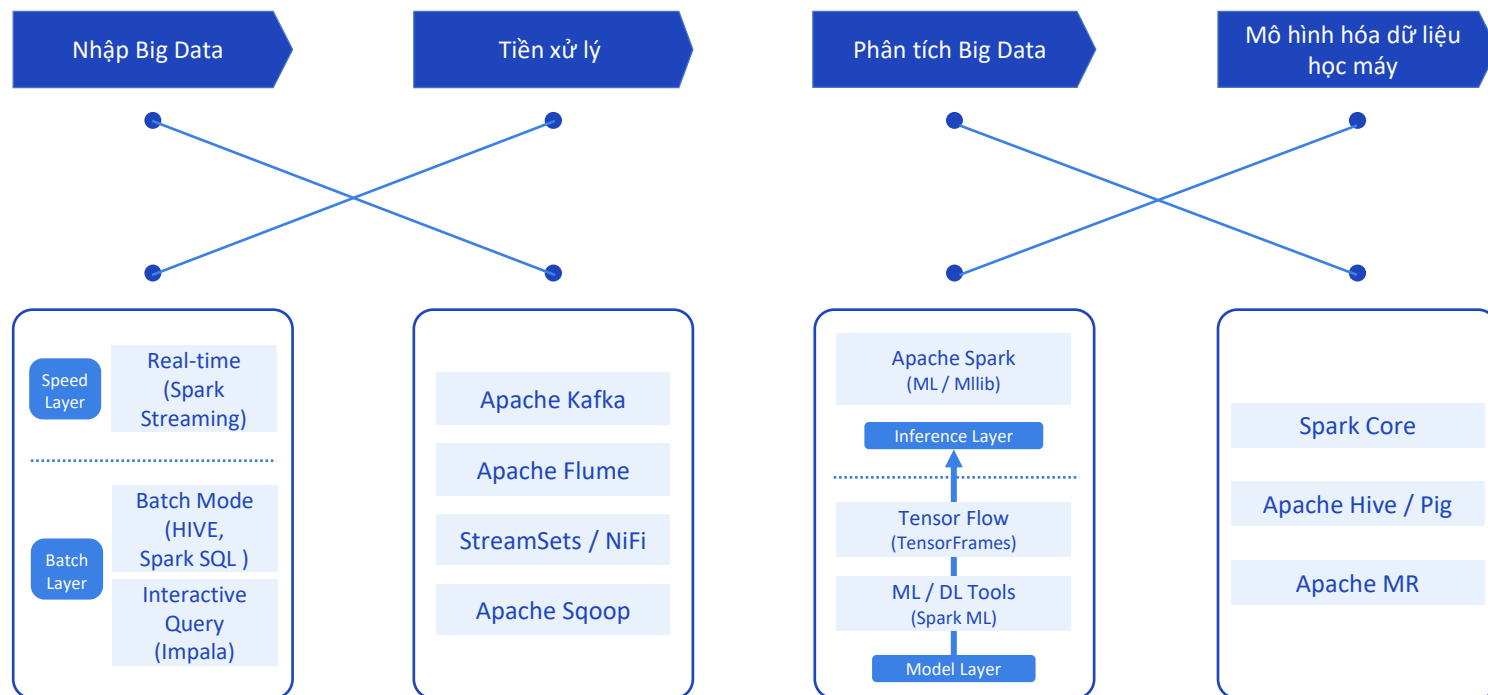 Nhập Big Data
Tiền xử lý
Phân tích Big Data
Mô hình hóa dữ liệu
học máy
Speed
Layer
Real-time
(Spark
Streaming)
Batch
Layer
Batch Mode
(HIVE,
Spark SQL )
Interactive
Query
(Impala)
Apache Kafka
Apache Flume
StreamSets / NiFi
Apache Sqoop
Apache Spark
(ML / Mllib)
Inference Layer
Tensor Flow
(TensorFrames)
ML / DL Tools
(Spark ML)
Model Layer
Spark Core
Apache Hive / Pig
Apache MR